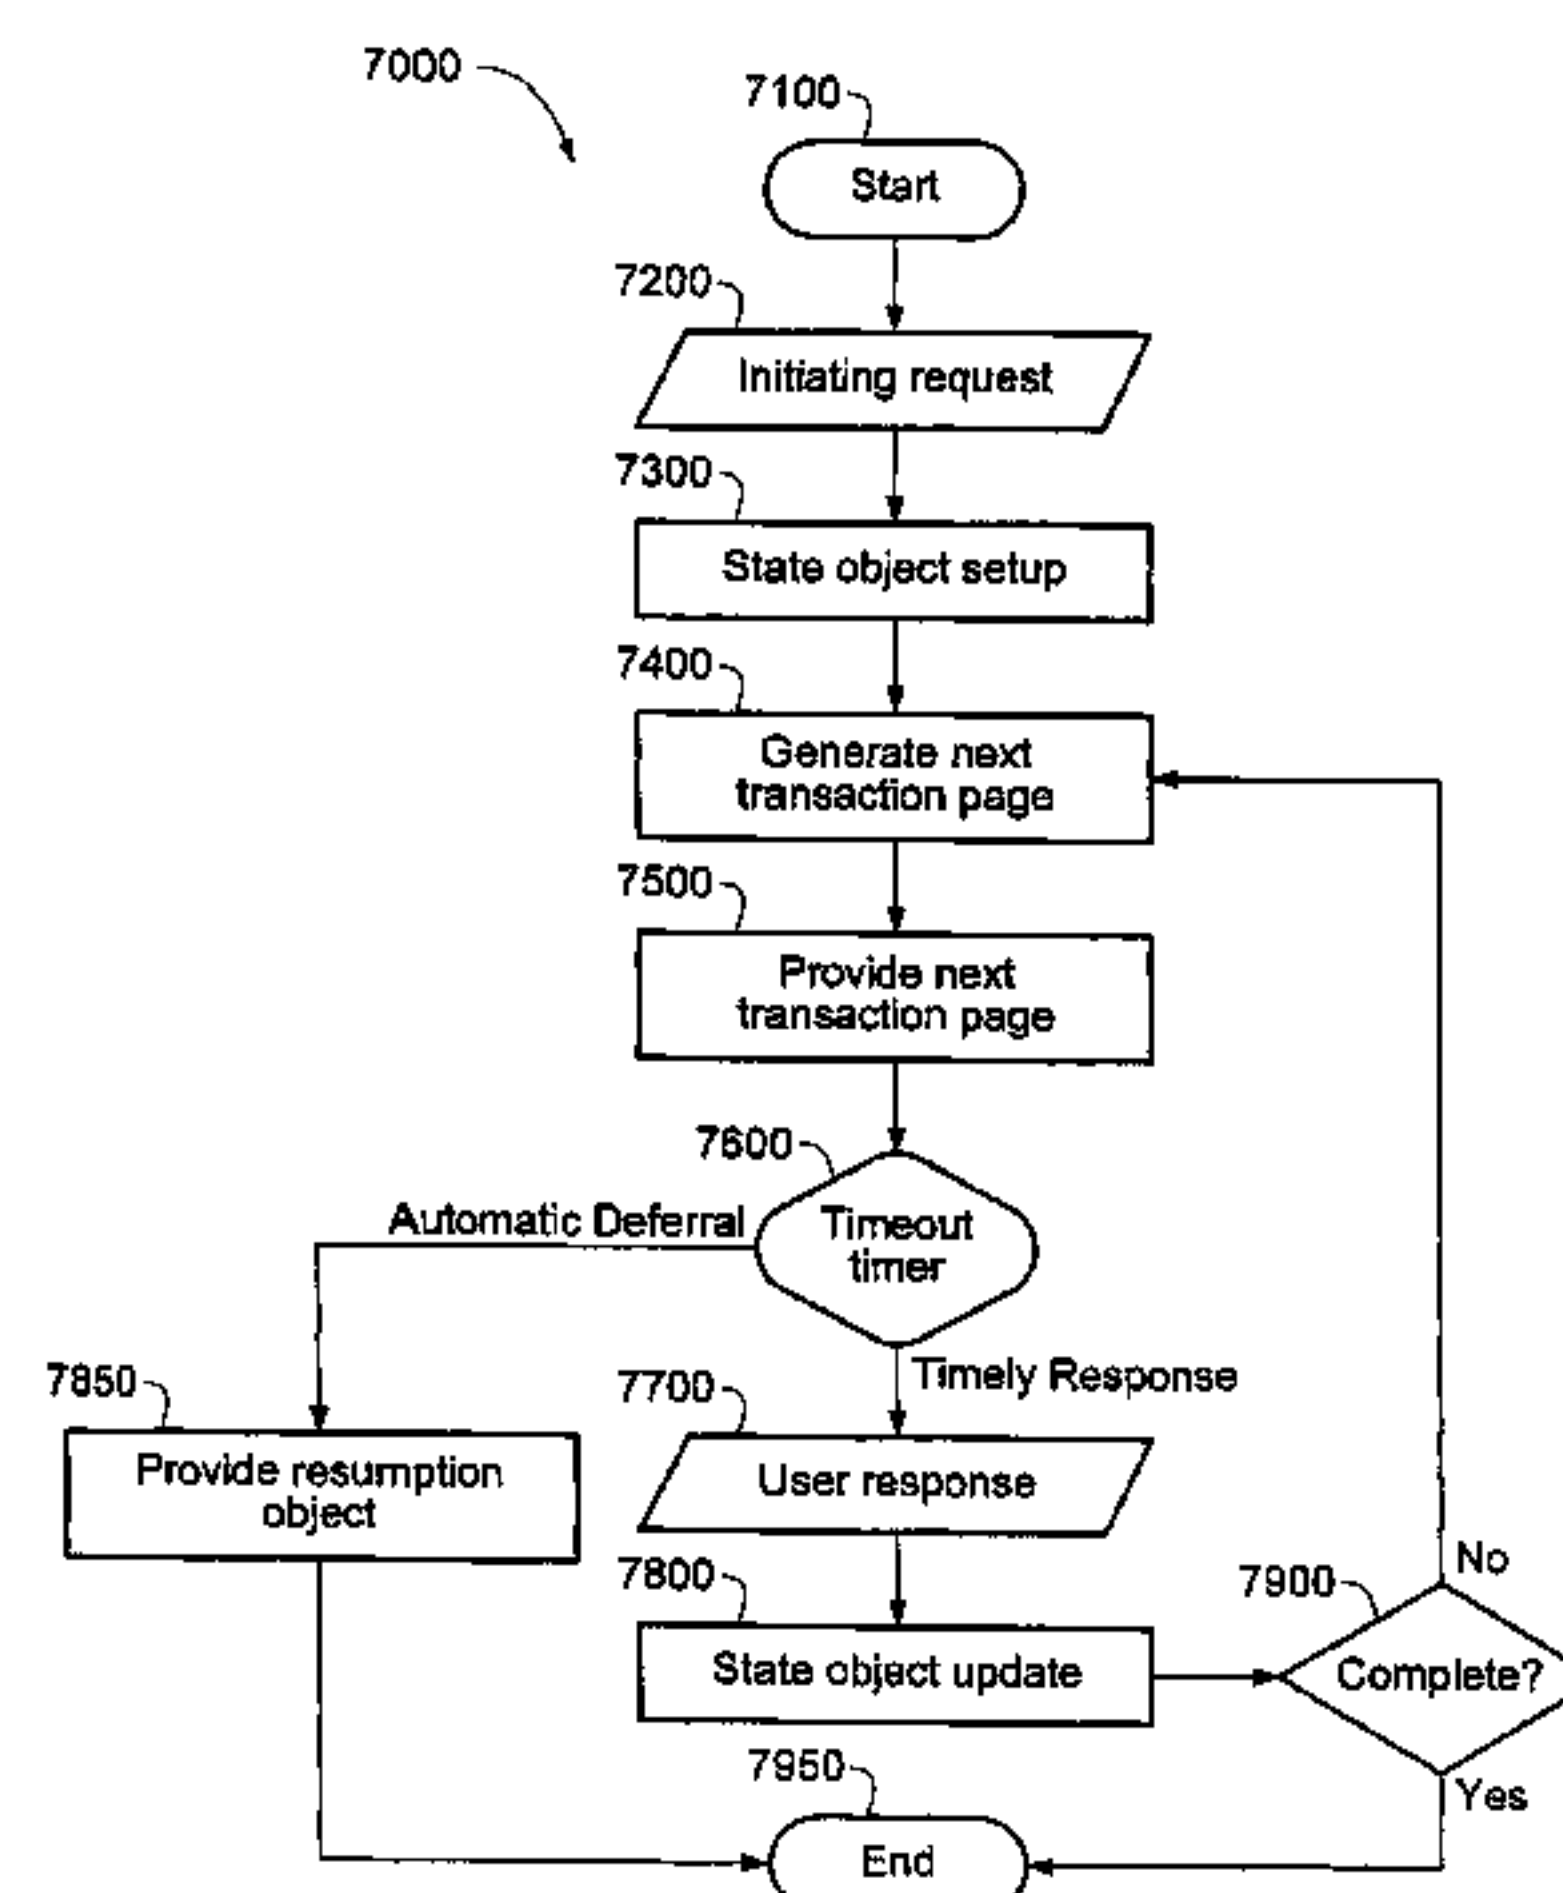 7000
7100
Start
7200
Initiating request
7300
State object setup
7400
Generate next
transaction page
7500
Provide next
transaction page
7600
Timeout
timer
Automatic Deferral
Timely Response
7850
Provide resumption
object
7700
User response
7800
State object update
7900
Complete?
No
Yes
7950
End